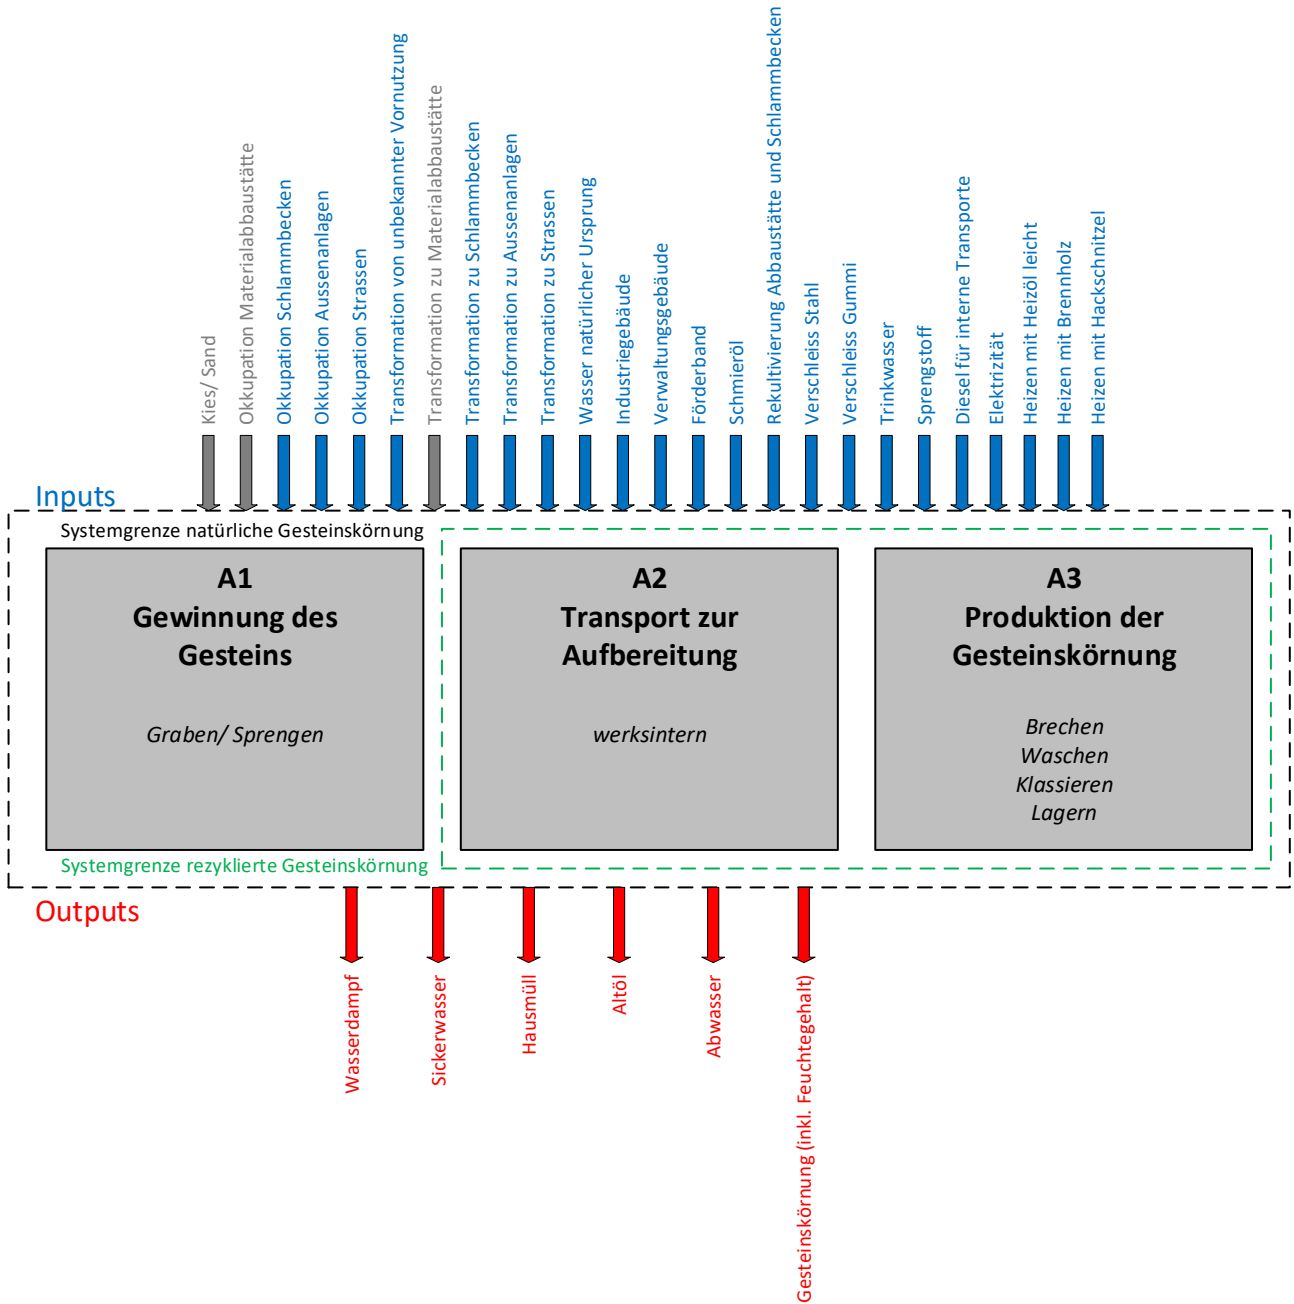 Kies/ Sand
Okkupation Materialabbaustätte
Okkupation Schlammbecken
Okkupation Aussenanlagen
Okkupation Strassen
Transformation von unbekannter Vornutzung
Transformation zu Materialabbaustätte
Transformation zu Schlammbecken
Transformation zu Aussenanlagen
Transformation zu Strassen
Wasser natürlicher Ursprung
Industriegebäude
Verwaltungsgebäude
Förderband
Schmieröl
Rekultivierung Abbaustätte und Schlammbecken
Verschleiss Stahl
Verschleiss Gummi
Trinkwasser
Sprengstoff
Diesel für interne Transporte
Elektrizität
Heizen mit Heizöl leicht
Heizen mit Brennholz
Heizen mit Hackschnitzel
Inputs
Systemgrenze natürliche Gesteinskörnung
A1
Gewinnung des
Gesteins
Graben/ Sprengen
A2
Transport zur
Aufbereitung
werksintern
A3
Produktion der
Gesteinskörnung
Brechen
Waschen
Klassieren
Lagern
Systemgrenze rezyklierte Gesteinskörnung
Outputs
Wasserdampf
Sickerwasser
Hausmüll
Altöl
Abwasser
Gesteinskörnung (inkl. Feuchtegehalt)